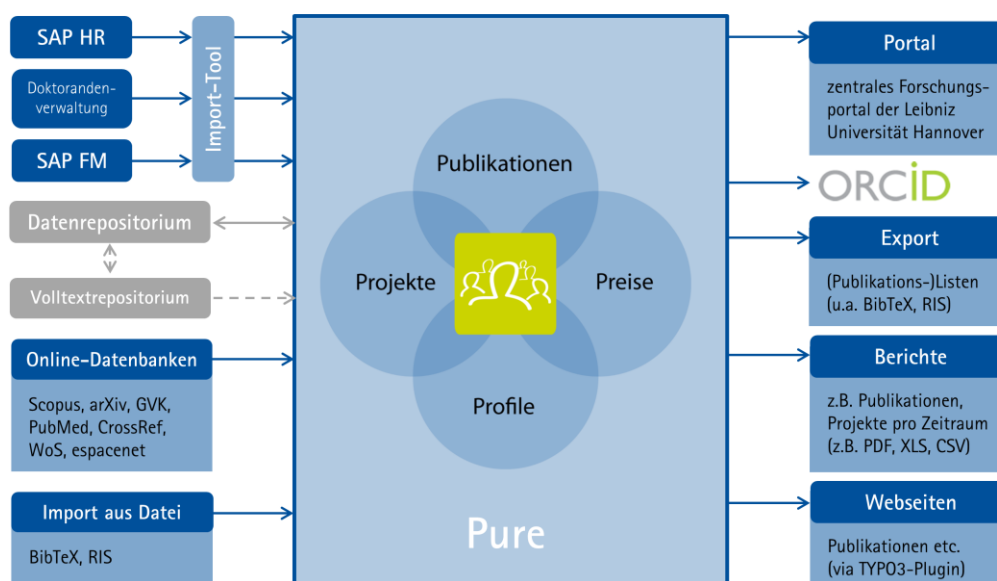 SAP HR
Doktoranden-
verwaltung
SAP FM
Import-Tool
Datenrepositorium
Volltextrepositorium
Online-Datenbanken
Scopus, arXiv, GVK,
PubMed, CrossRef,
WoS, espacenet
Import aus Datei
BibTeX, RIS
Publikationen
Projekte
Preise
Profile
Pure
Portal
zentrales Forschungs-
portal der Leibniz
Universität Hannover
ORCiD
Export
(Publikations-)Listen
(u.a. BibTeX, RIS)
Berichte
z.B. Publikationen,
Projekte pro Zeitraum
(z.B. PDF, XLS, CSV)
Webseiten
Publikationen etc.
(via TYPO3-Plugin)